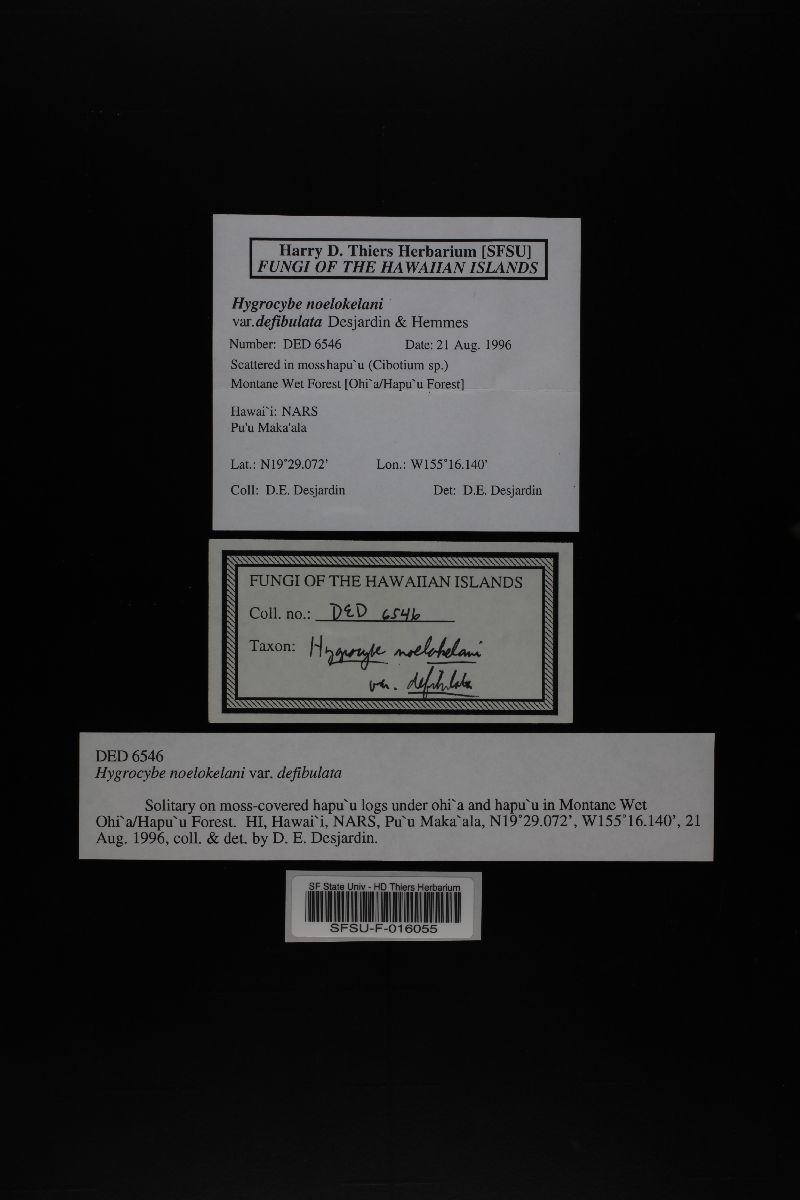 Harry D. Thiers Herbarium [SFSU]
FUNGI OF THE HAWAIIAN ISLANDS
Hygrocybe noelokelani
var. defibulata Desjardin & Hemmes
Number: DED 6546 Date: 21 Aug. 1996
Scattered in moss hapu`u (Cibotium sp.)
Montane Wet Forest [Ohi`a/Hapu`u Forest]
Hawai`i: NARS
Pu'u Maka'ala
Lat.: N19°29.072' Lon.: W155°16.140'
Coll: D.E. Desjardin Det: D.E. Desjardin
FUNGI OF THE HAWAIIAN ISLANDS
Coll. no.: DED 6546
Taxon: Hygrocybe noelokelani
var. defibulata
DED 6546
Hygrocybe noelokelani var. defibulata
Solitary on moss-covered hapu`u logs under ohi`a and hapu`u in Montane Wet
Ohi`a/Hapu`u Forest. HI, Hawai`i, NARS, Pu`u Maka`ala, N19°29.072', W155°16.140', 21
Aug. 1996, coll. & det. by D. E. Desjardin.
SF State Univ - HD Thiers Herbarium
SFSU-F-016055